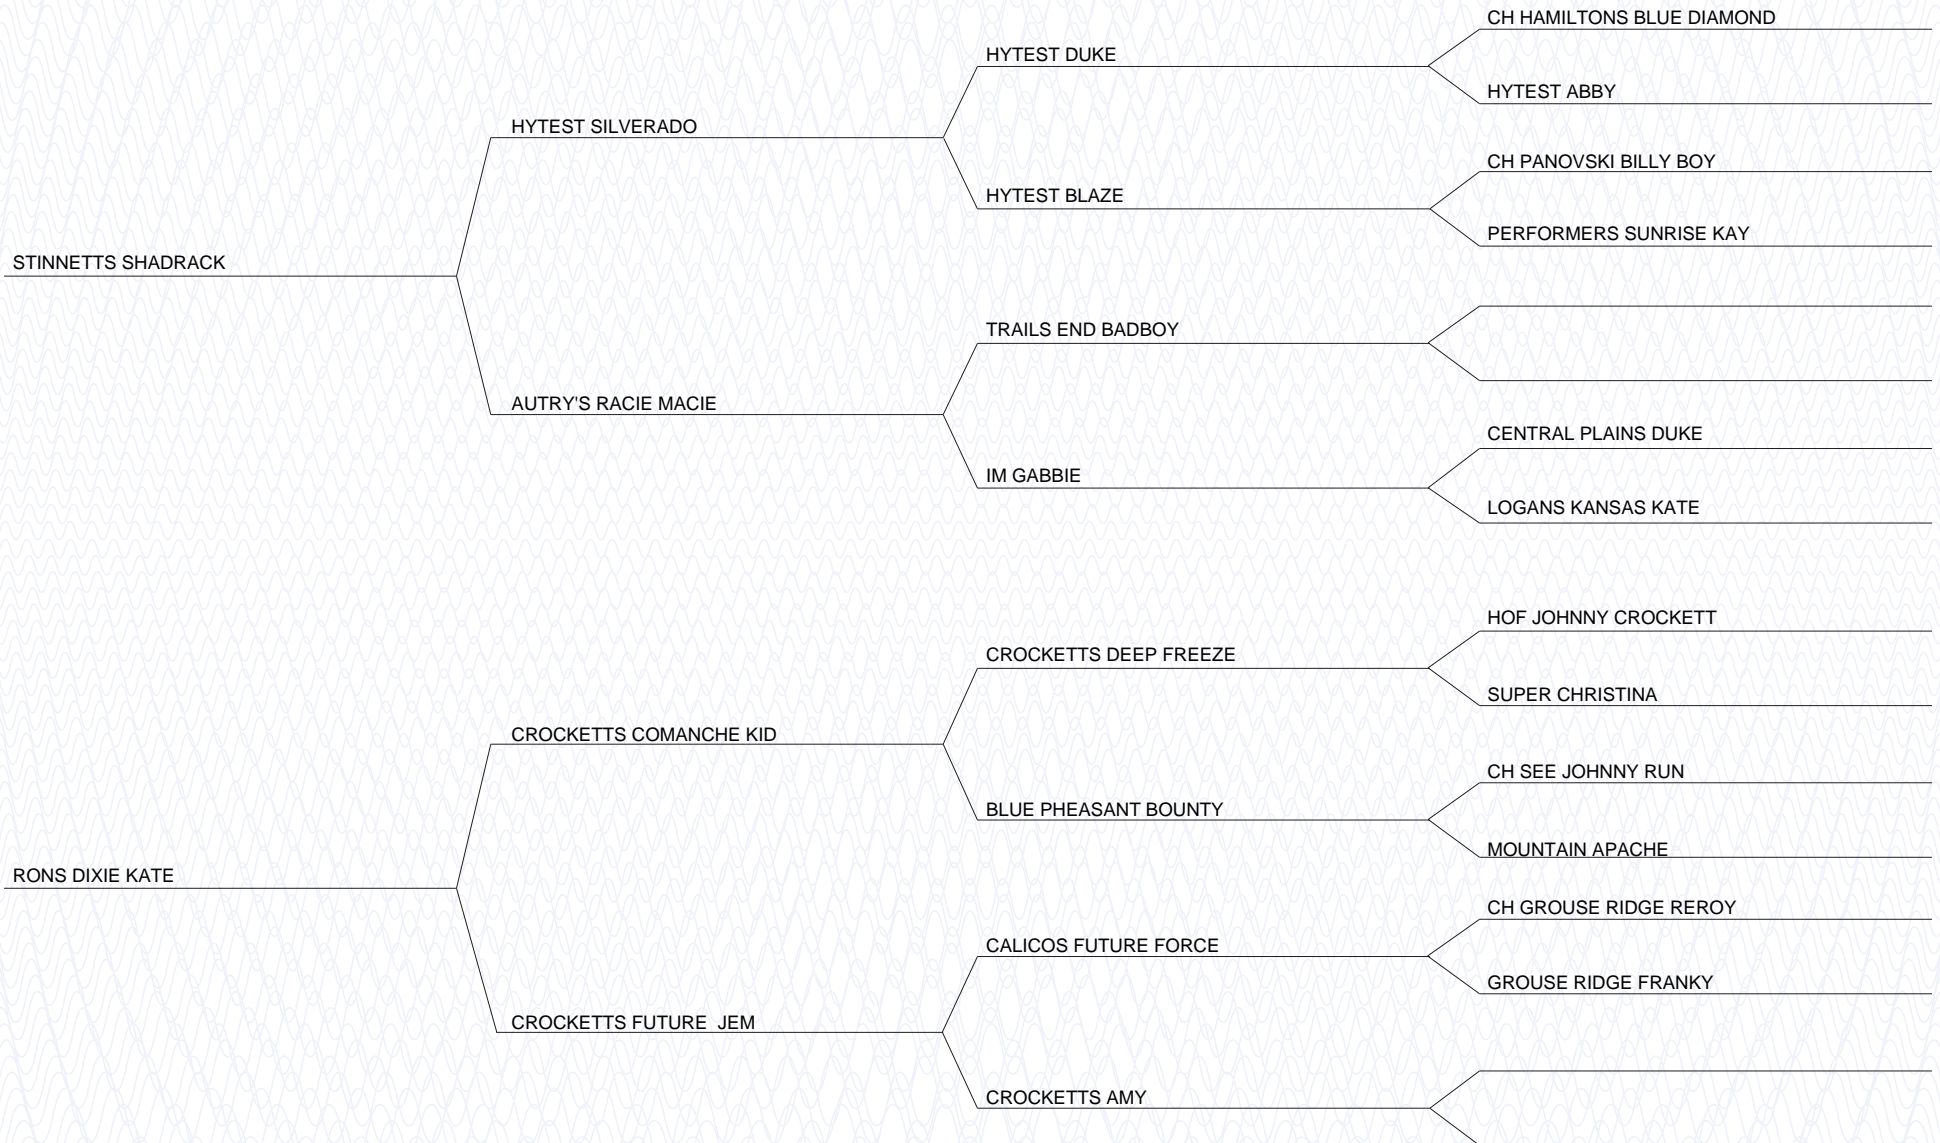 CH HAMILTONS BLUE DIAMOND
HYTEST DUKE
HYTEST ABBY
HYTEST SILVERADO
CH PANOVSKI BILLY BOY
HYTEST BLAZE
PERFORMERS SUNRISE KAY
STINNETTS SHADRACK
TRAILS END BADBOY
AUTRY'S RACIE MACIE
CENTRAL PLAINS DUKE
IM GABBIE
LOGANS KANSAS KATE
HOF JOHNNY CROCKETT
CROCKETTS DEEP FREEZE
SUPER CHRISTINA
CROCKETTS COMANCHE KID
CH SEE JOHNNY RUN
BLUE PHEASANT BOUNTY
MOUNTAIN APACHE
RONS DIXIE KATE
CH GROUSE RIDGE REROY
CALICOS FUTURE FORCE
GROUSE RIDGE FRANKY
CROCKETTS FUTURE  JEM
CROCKETTS AMY